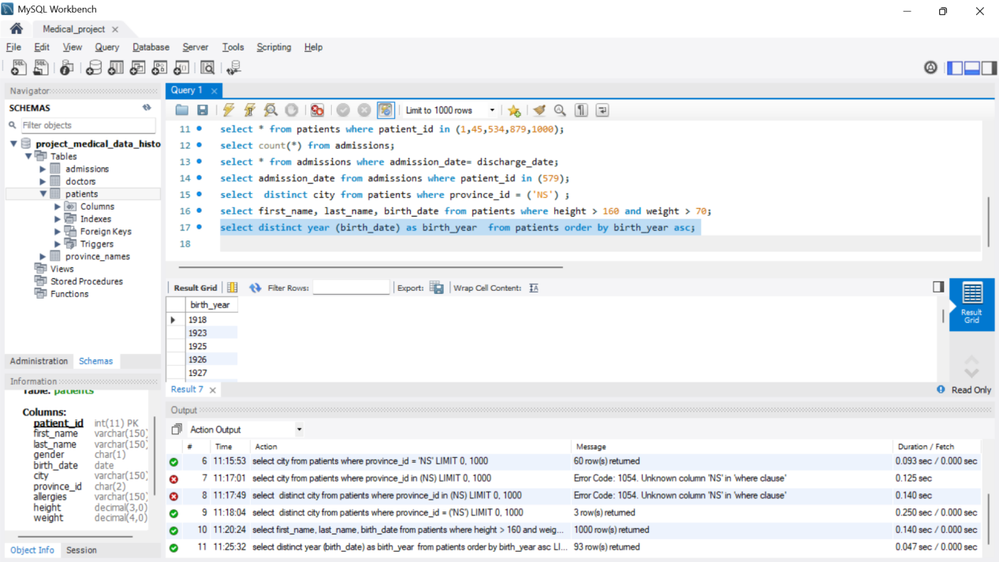 MySQL Workbench
Medical_project
File Edit View Query Database Server Tools Scripting Help
Navigator
SCHEMAS
Filter objects
project_medical_data_histo
Tables
admissions
doctors
patients
Columns
Indexes
Foreign Keys
Triggers
province_names
Views
Stored Procedures
Functions
Administration Schemas
Information
Table: patients
Columns:
patient_id int(11) PK
first_name varchar(150)
last_name varchar(150)
gender char(1)
birth_date date
city varchar(150)
province_id char(2)
allergies varchar(150)
height decimal(3,0)
weight decimal(4,0)
Object Info Session
Query 1
Limit to 1000 rows
11 select * from patients where patient_id in (1,45,534,879,1000);
12 select count(*) from admissions;
13 select * from admissions where admission_date= discharge_date;
14 select admission_date from admissions where patient_id in (579);
15 select  distinct city from patients where province_id = ('NS') ;
16 select first_name, last_name, birth_date from patients where height > 160 and weight > 70;
17 select distinct year (birth_date) as birth_year  from patients order by birth_year asc;
18
Result Grid Filter Rows: Export: Wrap Cell Content:
birth_year
1918
1923
1925
1926
1927
Result Grid
Result 7
Read Only
Output
Action Output
# Time Action Message Duration / Fetch
6 11:15:53 select city from patients where province_id = 'NS' LIMIT 0, 1000 60 row(s) returned 0.093 sec / 0.000 sec
7 11:17:01 select city from patients where province_id in (NS) LIMIT 0, 1000 Error Code: 1054. Unknown column 'NS' in 'where clause' 0.125 sec
8 11:17:49 select  distinct city from patients where province_id in (NS) LIMIT 0, 1000 Error Code: 1054. Unknown column 'NS' in 'where clause' 0.140 sec
9 11:18:04 select  distinct city from patients where province_id = ('NS') LIMIT 0, 1000 3 row(s) returned 0.250 sec / 0.000 sec
10 11:20:24 select first_name, last_name, birth_date from patients where height > 160 and weig... 1000 row(s) returned 0.140 sec / 0.000 sec
11 11:25:32 select distinct year (birth_date) as birth_year  from patients order by birth_year asc LI... 93 row(s) returned 0.047 sec / 0.000 sec